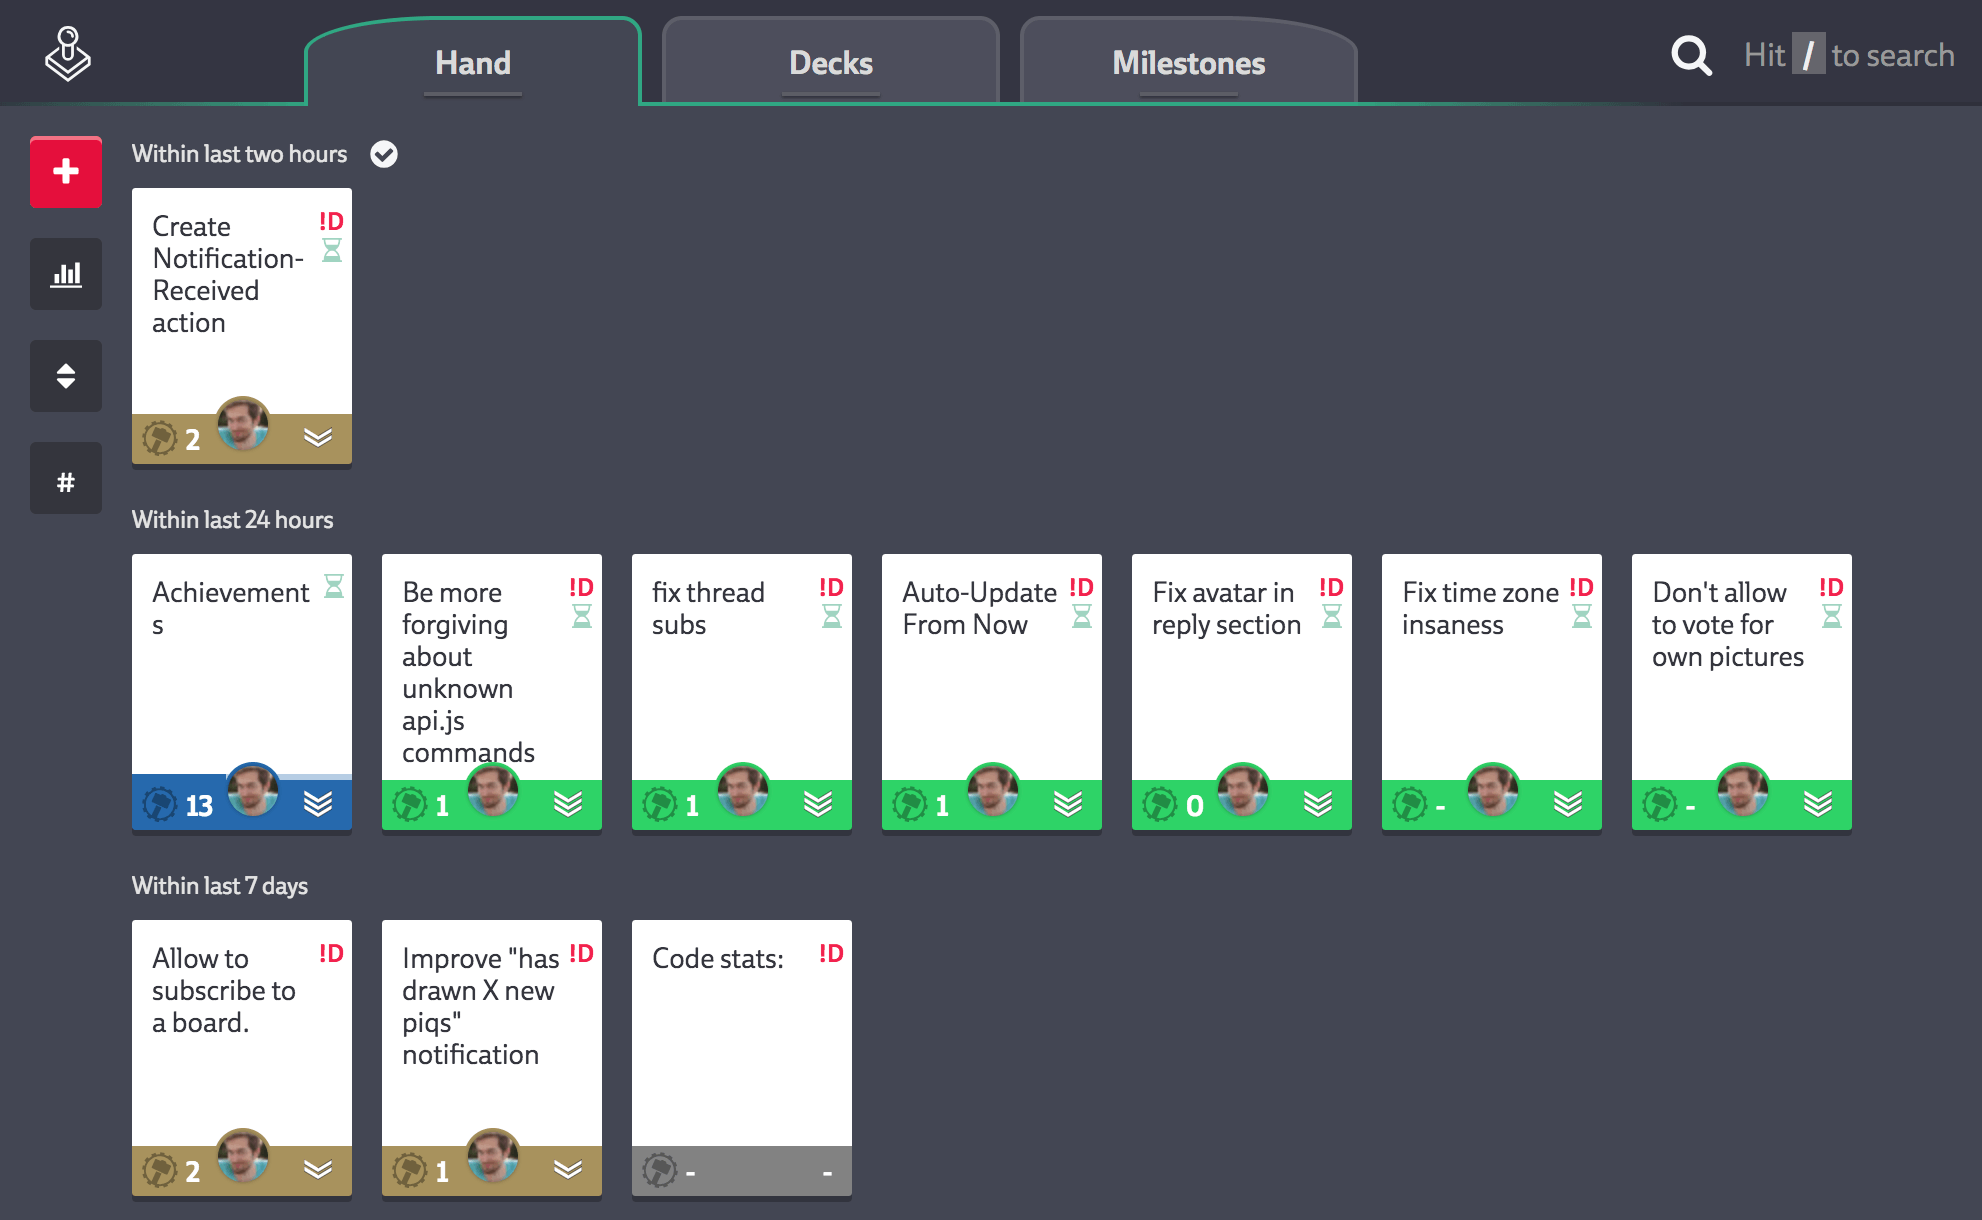 Hand
Decks
Milestones
Hit / to search
Within last two hours
Create
Notification-
Received
action
!D
2
#
Within last 24 hours
Achievement
s
13
Be more
forgiving
about
unknown
api.js
commands
!D
1
fix thread
subs
!D
1
Auto-Update
From Now
!D
1
Fix avatar in
reply section
!D
0
Fix time zone
insaness
!D
-
Don't allow
to vote for
own pictures
!D
-
Within last 7 days
Allow to
subscribe to
a board.
!D
2
Improve "has
drawn X new
piqs"
notification
!D
1
Code stats:
!D
- -